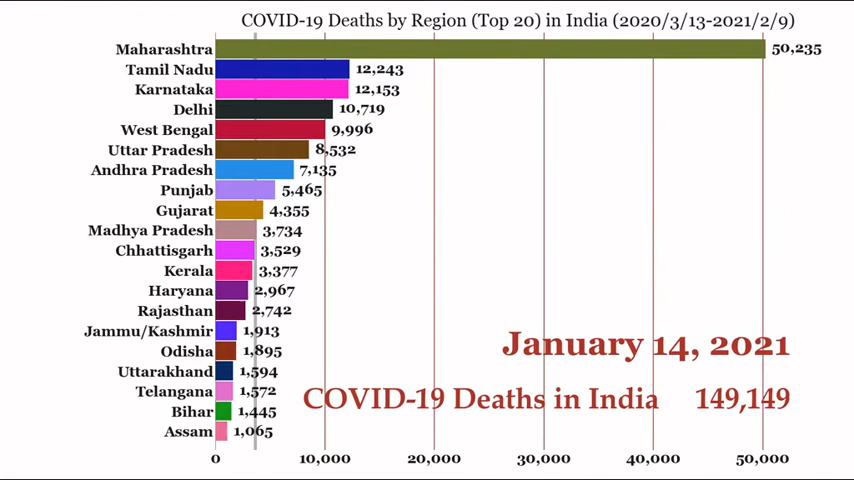 COVID-19 Deaths by Region (Top 20) in India (2020/3/13-2021/2/9)
Maharashtra 50,235
Tamil Nadu 12,243
Karnataka 12,153
Delhi 10,719
West Bengal 9,996
Uttar Pradesh 8,532
Andhra Pradesh 7,135
Punjab 5,465
Gujarat 4,355
Madhya Pradesh 3,734
Chhattisgarh 3,529
Kerala 3,377
Haryana 2,967
Rajasthan 2,742
Jammu/Kashmir 1,913
Odisha 1,895
Uttarakhand 1,594
Telangana 1,572
Bihar 1,445
Assam 1,065
January 14, 2021
COVID-19 Deaths in India 149,149
0 10,000 20,000 30,000 40,000 50,000